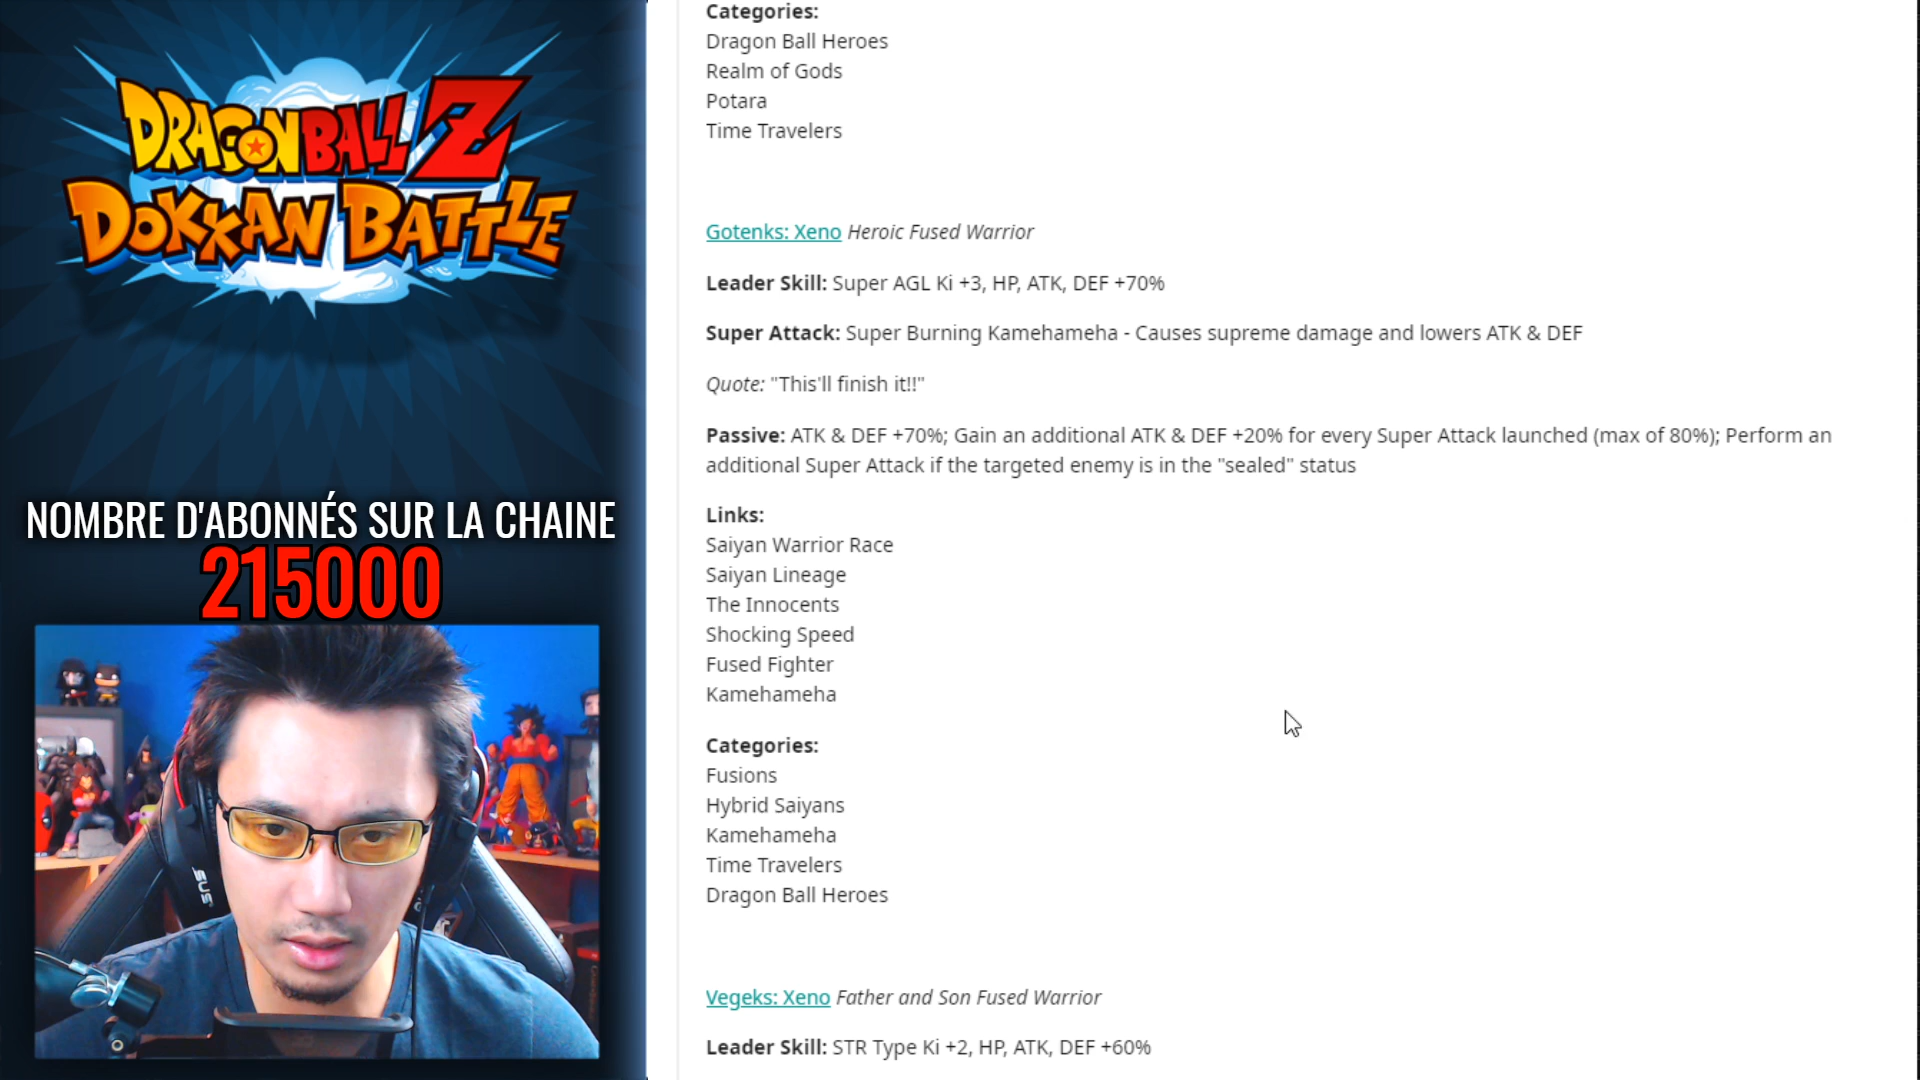 DRAGON BALL Z
DOKKAN BATTLE
NOMBRE D'ABONNÉS SUR LA CHAINE
215000
SUS
Categories:
Dragon Ball Heroes
Realm of Gods
Potara
Time Travelers
Gotenks: Xeno Heroic Fused Warrior
Leader Skill: Super AGL Ki +3, HP, ATK, DEF +70%
Super Attack: Super Burning Kamehameha - Causes supreme damage and lowers ATK & DEF
Quote: "This'll finish it!!"
Passive: ATK & DEF +70%; Gain an additional ATK & DEF +20% for every Super Attack launched (max of 80%); Perform an
additional Super Attack if the targeted enemy is in the "sealed" status
Links:
Saiyan Warrior Race
Saiyan Lineage
The Innocents
Shocking Speed
Fused Fighter
Kamehameha
Categories:
Fusions
Hybrid Saiyans
Kamehameha
Time Travelers
Dragon Ball Heroes
Vegeks: Xeno Father and Son Fused Warrior
Leader Skill: STR Type Ki +2, HP, ATK, DEF +60%